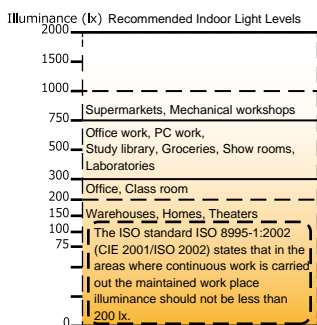 Illuminance (lx) Recommended Indoor Light Levels
2000
1500
1000
Supermarkets, Mechanical workshops
750
Office work, PC work,
500
Study library, Groceries, Show rooms,
Laboratories
300
Office, Class room
200
150
Warehouses, Homes, Theaters
100
75
The ISO standard ISO 8995-1:2002
(CIE 2001/ISO 2002) states that in the
areas where continuous work is carried
out the maintained work place
illuminance should not be less than
200 lx.
0